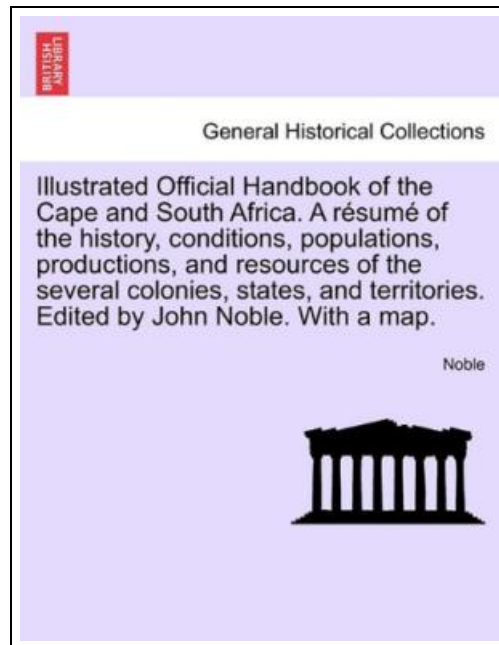 BRITISH
LIBRARY
General Historical Collections
Illustrated Official Handbook of the
Cape and South Africa. A résumé of
the history, conditions, populations,
productions, and resources of the
several colonies, states, and territories.
Edited by John Noble. With a map.
Noble